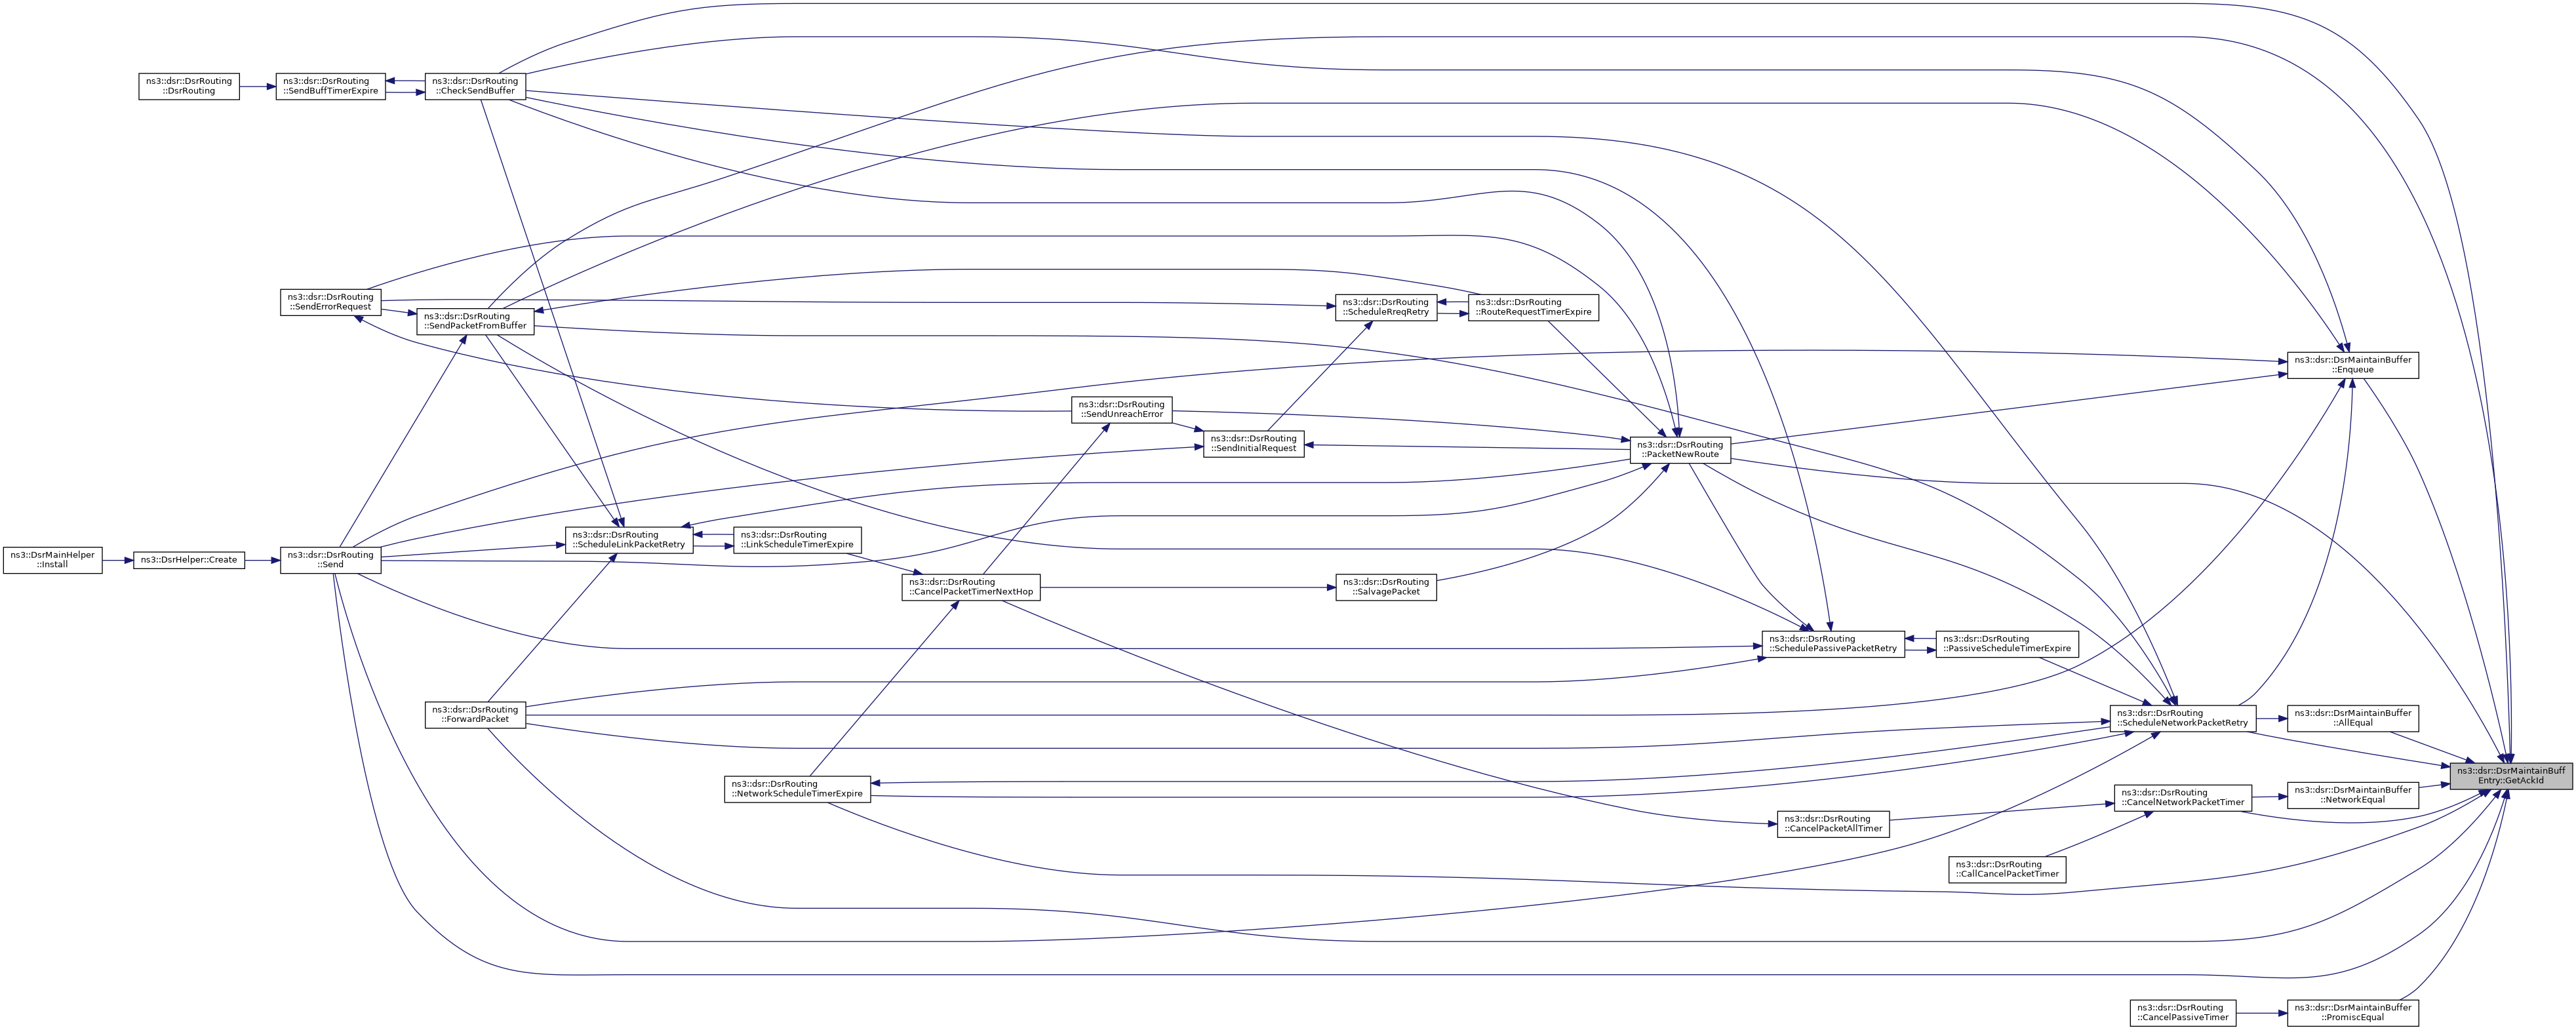 ns3::dsr::DsrRouting
::DsrRouting
ns3::dsr::DsrRouting
::SendBuffTimerExpire
ns3::dsr::DsrRouting
::CheckSendBuffer
ns3::dsr::DsrRouting
::SendErrorRequest
ns3::dsr::DsrRouting
::SendPacketFromBuffer
ns3::dsr::DsrRouting
::ScheduleRreqRetry
ns3::dsr::DsrRouting
::RouteRequestTimerExpire
ns3::dsr::DsrMaintainBuffer
::Enqueue
ns3::dsr::DsrRouting
::SendUnreachError
ns3::dsr::DsrRouting
::SendInitialRequest
ns3::dsr::DsrRouting
::PacketNewRoute
ns3::DsrMainHelper
::Install
ns3::DsrHelper::Create
ns3::dsr::DsrRouting
::Send
ns3::dsr::DsrRouting
::ScheduleLinkPacketRetry
ns3::dsr::DsrRouting
::LinkScheduleTimerExpire
ns3::dsr::DsrRouting
::CancelPacketTimerNextHop
ns3::dsr::DsrRouting
::SalvagePacket
ns3::dsr::DsrRouting
::SchedulePassivePacketRetry
ns3::dsr::DsrRouting
::PassiveScheduleTimerExpire
ns3::dsr::DsrRouting
::ForwardPacket
ns3::dsr::DsrRouting
::ScheduleNetworkPacketRetry
ns3::dsr::DsrMaintainBuffer
::AllEqual
ns3::dsr::DsrMaintainBuff
Entry::GetAckId
ns3::dsr::DsrRouting
::NetworkScheduleTimerExpire
ns3::dsr::DsrRouting
::CancelNetworkPacketTimer
ns3::dsr::DsrMaintainBuffer
::NetworkEqual
ns3::dsr::DsrRouting
::CancelPacketAllTimer
ns3::dsr::DsrRouting
::CallCancelPacketTimer
ns3::dsr::DsrRouting
::CancelPassiveTimer
ns3::dsr::DsrMaintainBuffer
::PromiscEqual